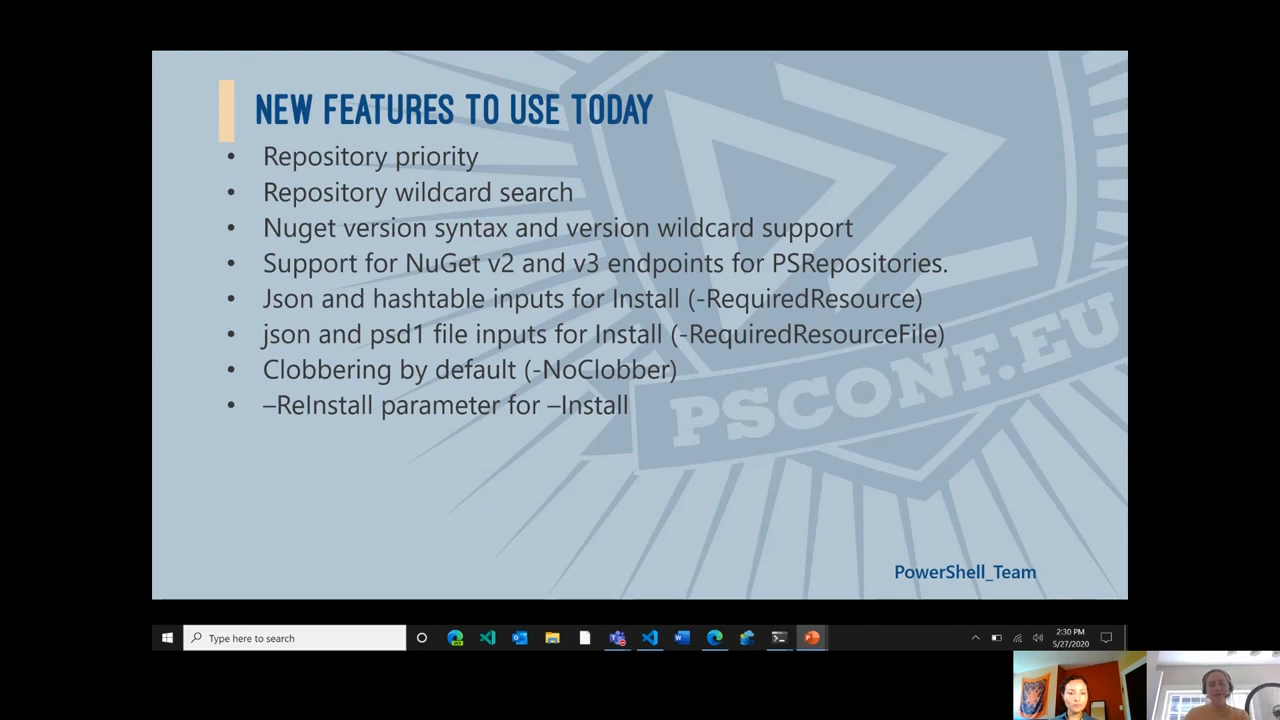 NEW FEATURES TO USE TODAY
• Repository priority
• Repository wildcard search
• Nuget version syntax and version wildcard support
• Support for NuGet v2 and v3 endpoints for PSRepositories.
• Json and hashtable inputs for Install (-RequiredResource)
• json and psd1 file inputs for Install (-RequiredResourceFile)
• Clobbering by default (-NoClobber)
• –ReInstall parameter for –Install
PSCONF.EU
PowerShell_Team
Type here to search
2:30 PM
5/27/2020